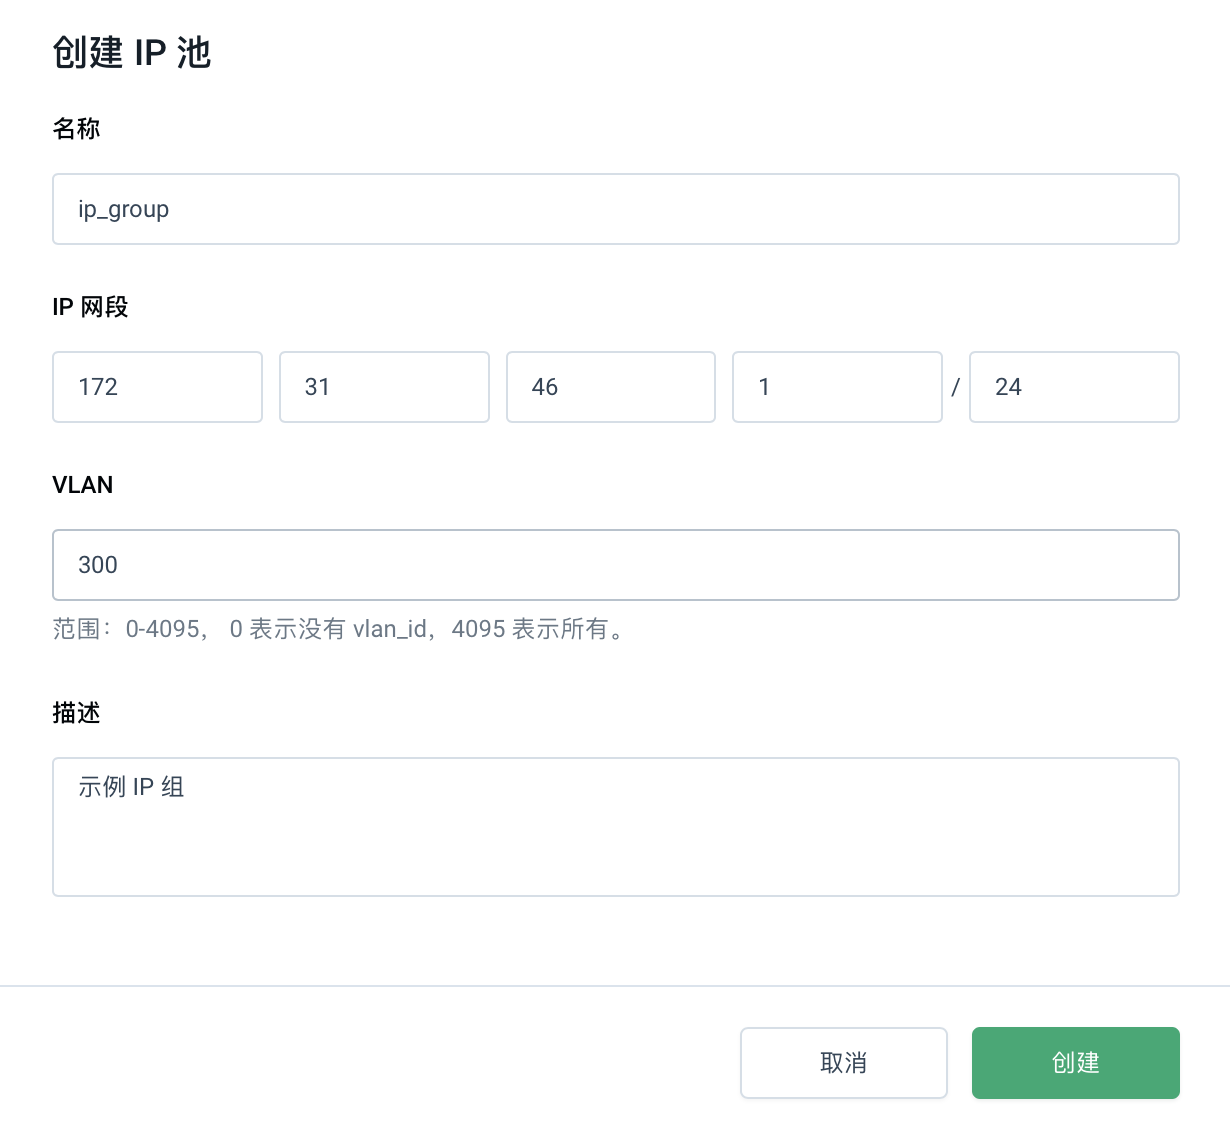 创建 IP 池
名称
ip_group
IP 网段
172 31 46 1 / 24
VLAN
300
范围：0-4095， 0 表示没有 vlan_id，4095 表示所有。
描述
示例 IP 组
取消 创建